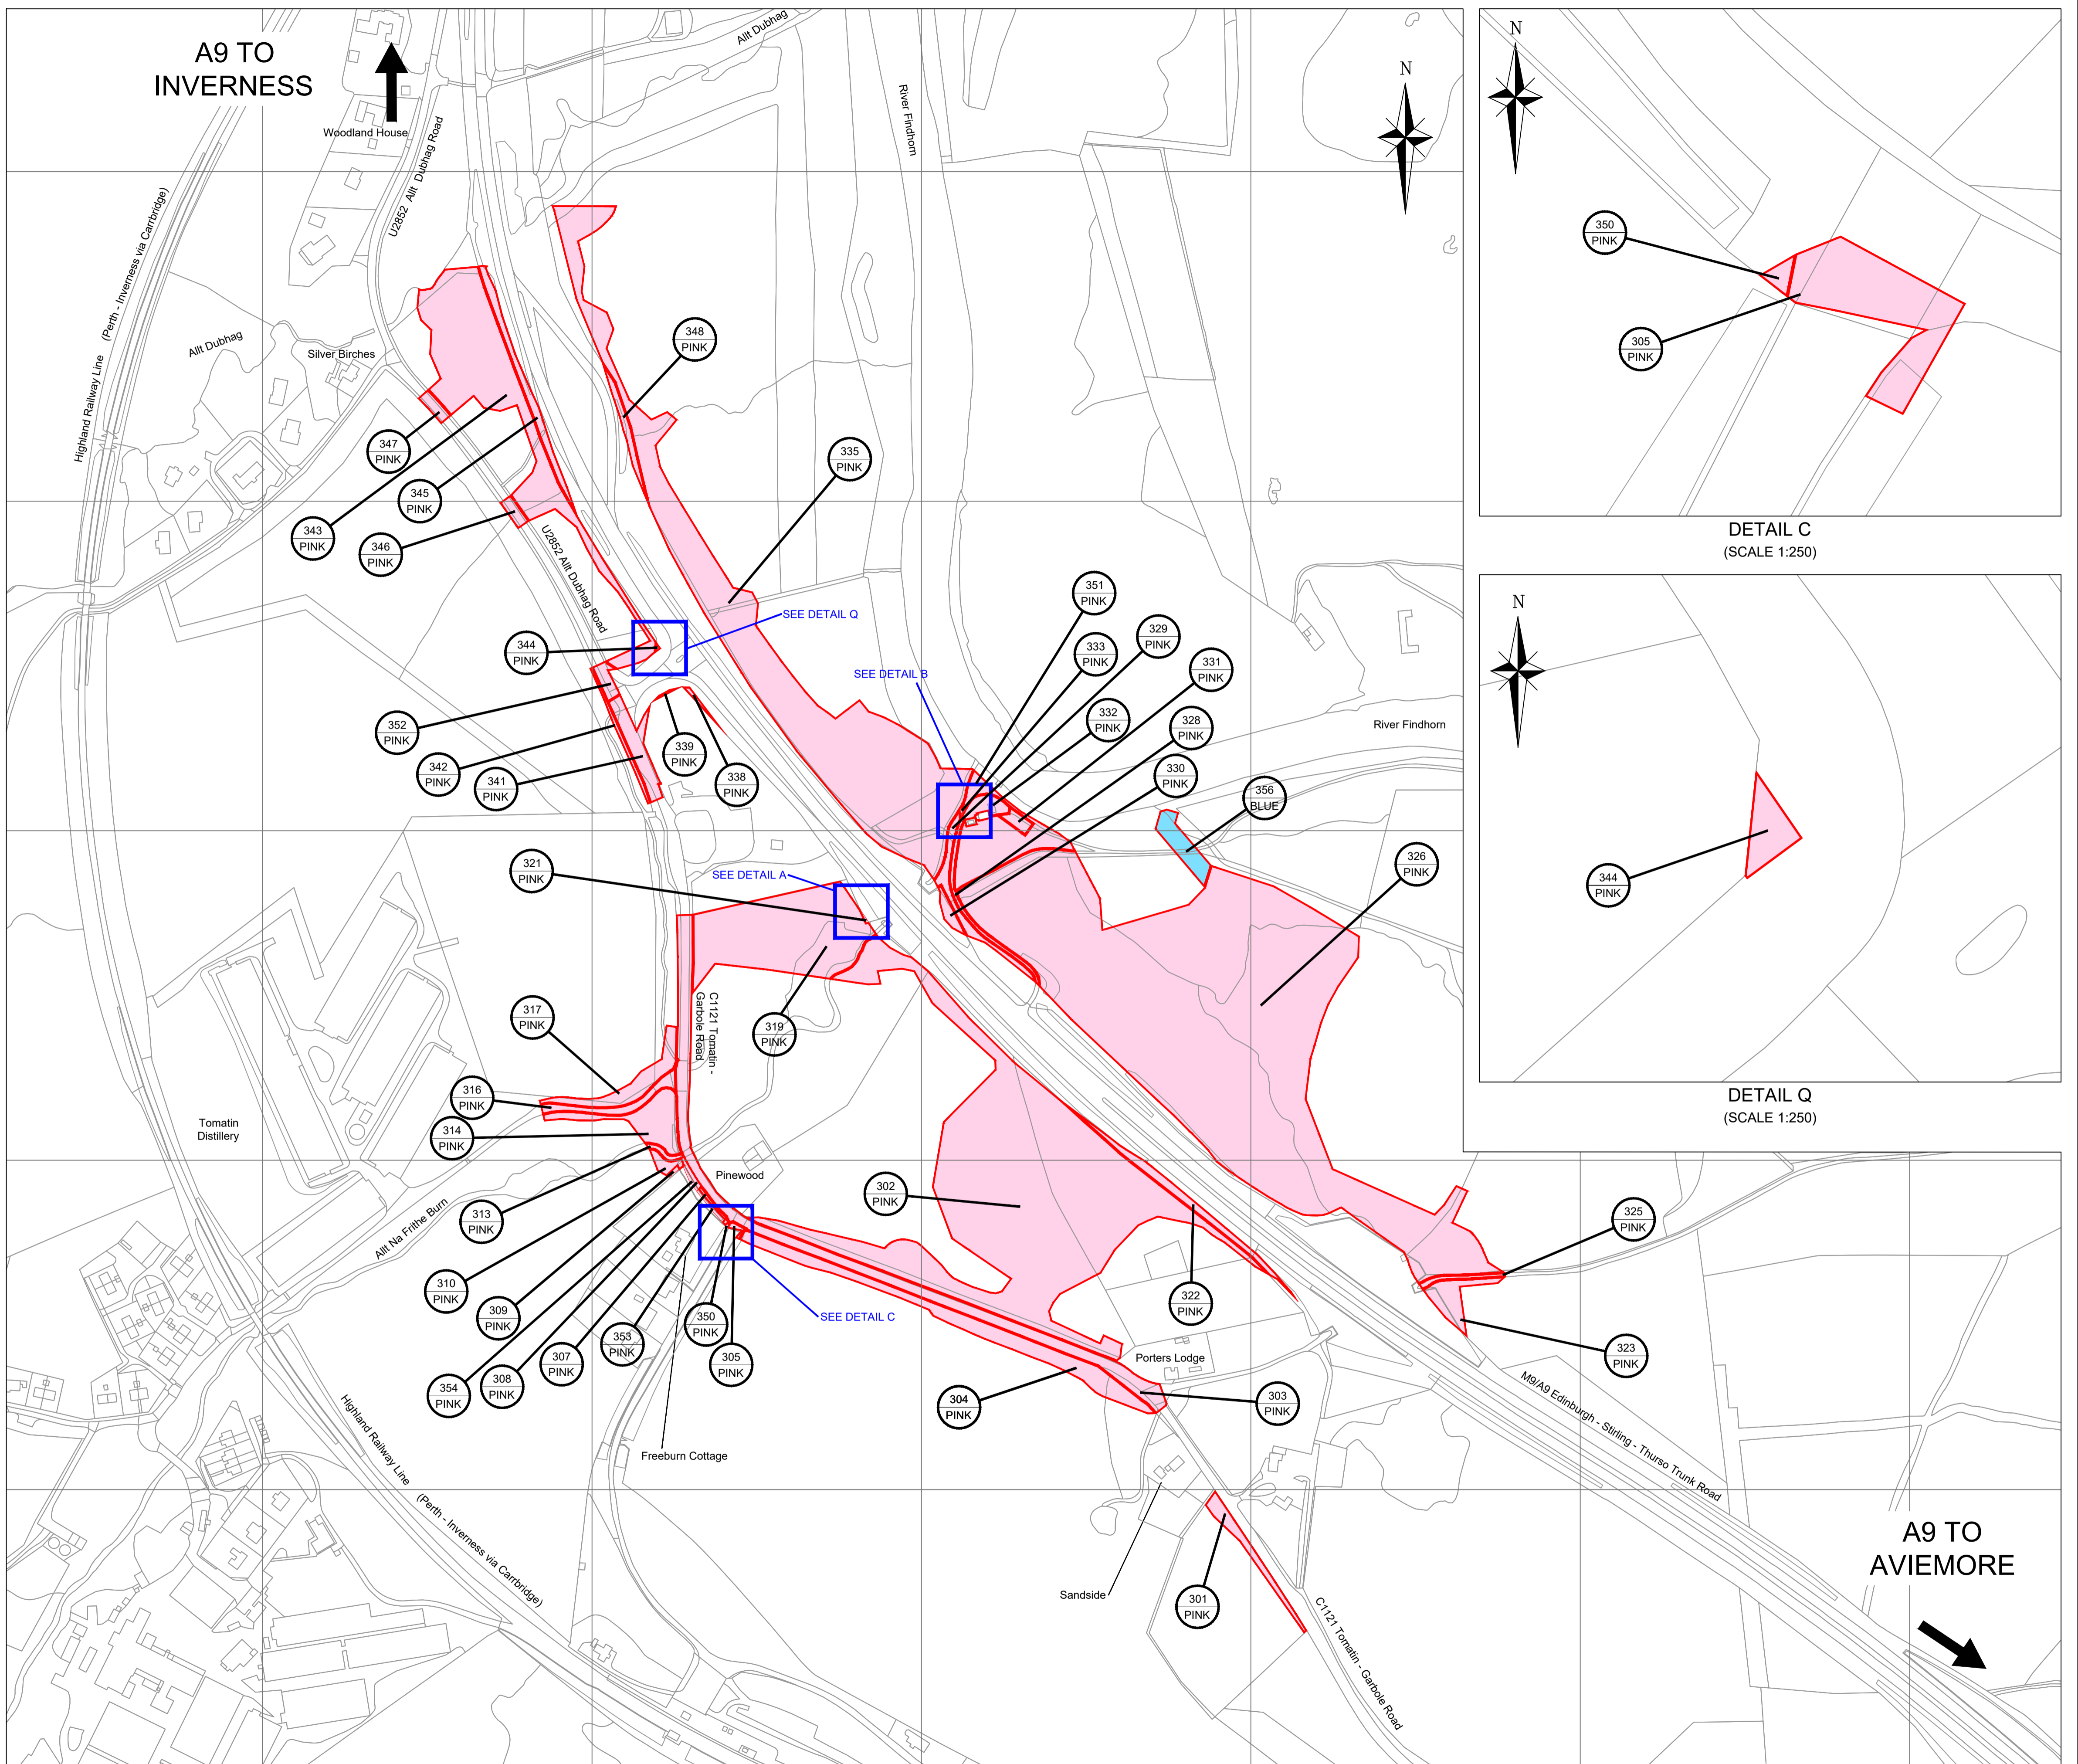 A9 TO
INVERNESS
Woodland House
U2852 Allt Dubhag Road
Allt Dubhag
River Findhorn
N
Highland Railway Line (Perth - Inverness via Carrbridge)
Allt Dubhag
Silver Birches
348
PINK
347
PINK
335
PINK
345
PINK
343
PINK
346
PINK
U2852 Allt Dubhag Road
SEE DETAIL Q
344
PINK
351
PINK
329
PINK
333
PINK
331
PINK
SEE DETAIL B
332
PINK
328
PINK
River Findhorn
352
PINK
339
PINK
342
PINK
341
PINK
338
PINK
330
PINK
356
BLUE
321
PINK
SEE DETAIL A
326
PINK
317
PINK
C1121 Tomatin -
Garbole Road
319
PINK
316
PINK
Tomatin
Distillery
314
PINK
Pinewood
302
PINK
313
PINK
Allt Na Frithe Burn
325
PINK
310
PINK
309
PINK
322
PINK
350
PINK
SEE DETAIL C
353
PINK
307
PINK
305
PINK
308
PINK
354
PINK
Porters Lodge
323
PINK
304
PINK
303
PINK
M9/A9 Edinburgh - Stirling - Thurso Trunk Road
Freeburn Cottage
Highland Railway Line (Perth - Inverness via Carrbridge)
Sandside
301
PINK
C1121 Tomatin - Garbole Road
A9 TO
AVIEMORE
N
350
PINK
305
PINK
DETAIL C
(SCALE 1:250)
N
344
PINK
DETAIL Q
(SCALE 1:250)